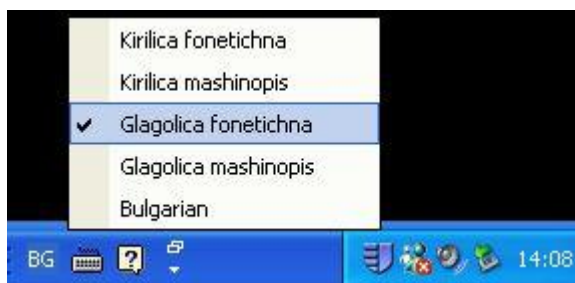 Kirilica fonetichna
Kirilica mashinopis
Glagolica fonetichna
Glagolica mashinopis
Bulgarian
BG ? 14:08